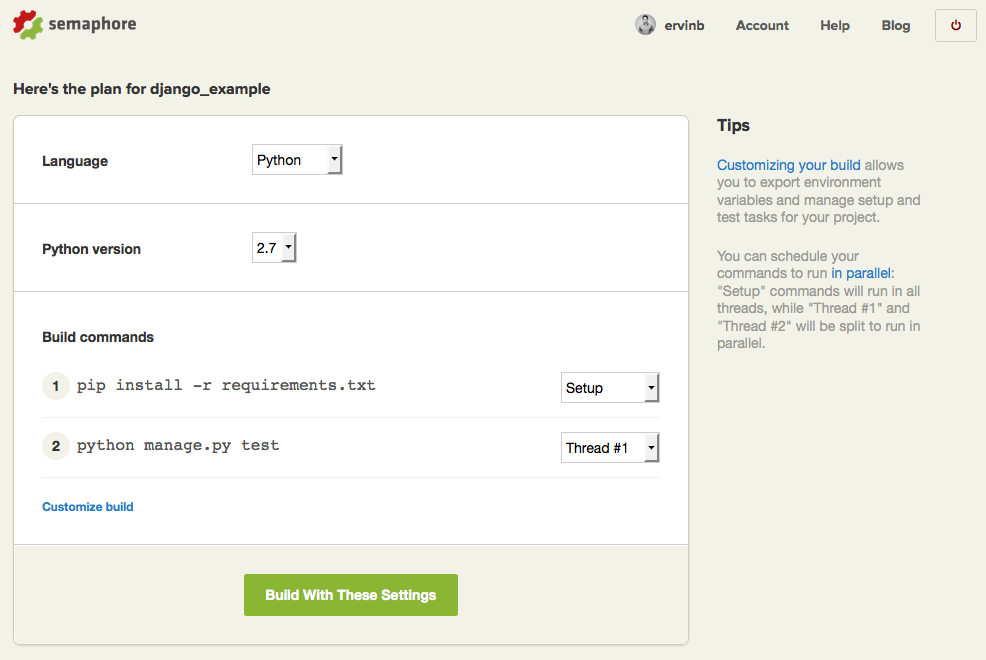 semaphore
ervinb Account Help Blog
Here's the plan for django_example
Language Python
Python version 2.7
Build commands
1 pip install -r requirements.txt Setup
2 python manage.py test Thread #1
Customize build
Build With These Settings
Tips
Customizing your build allows
you to export environment
variables and manage setup and
test tasks for your project.
You can schedule your
commands to run in parallel:
"Setup" commands will run in all
threads, while "Thread #1" and
"Thread #2" will be split to run in
parallel.